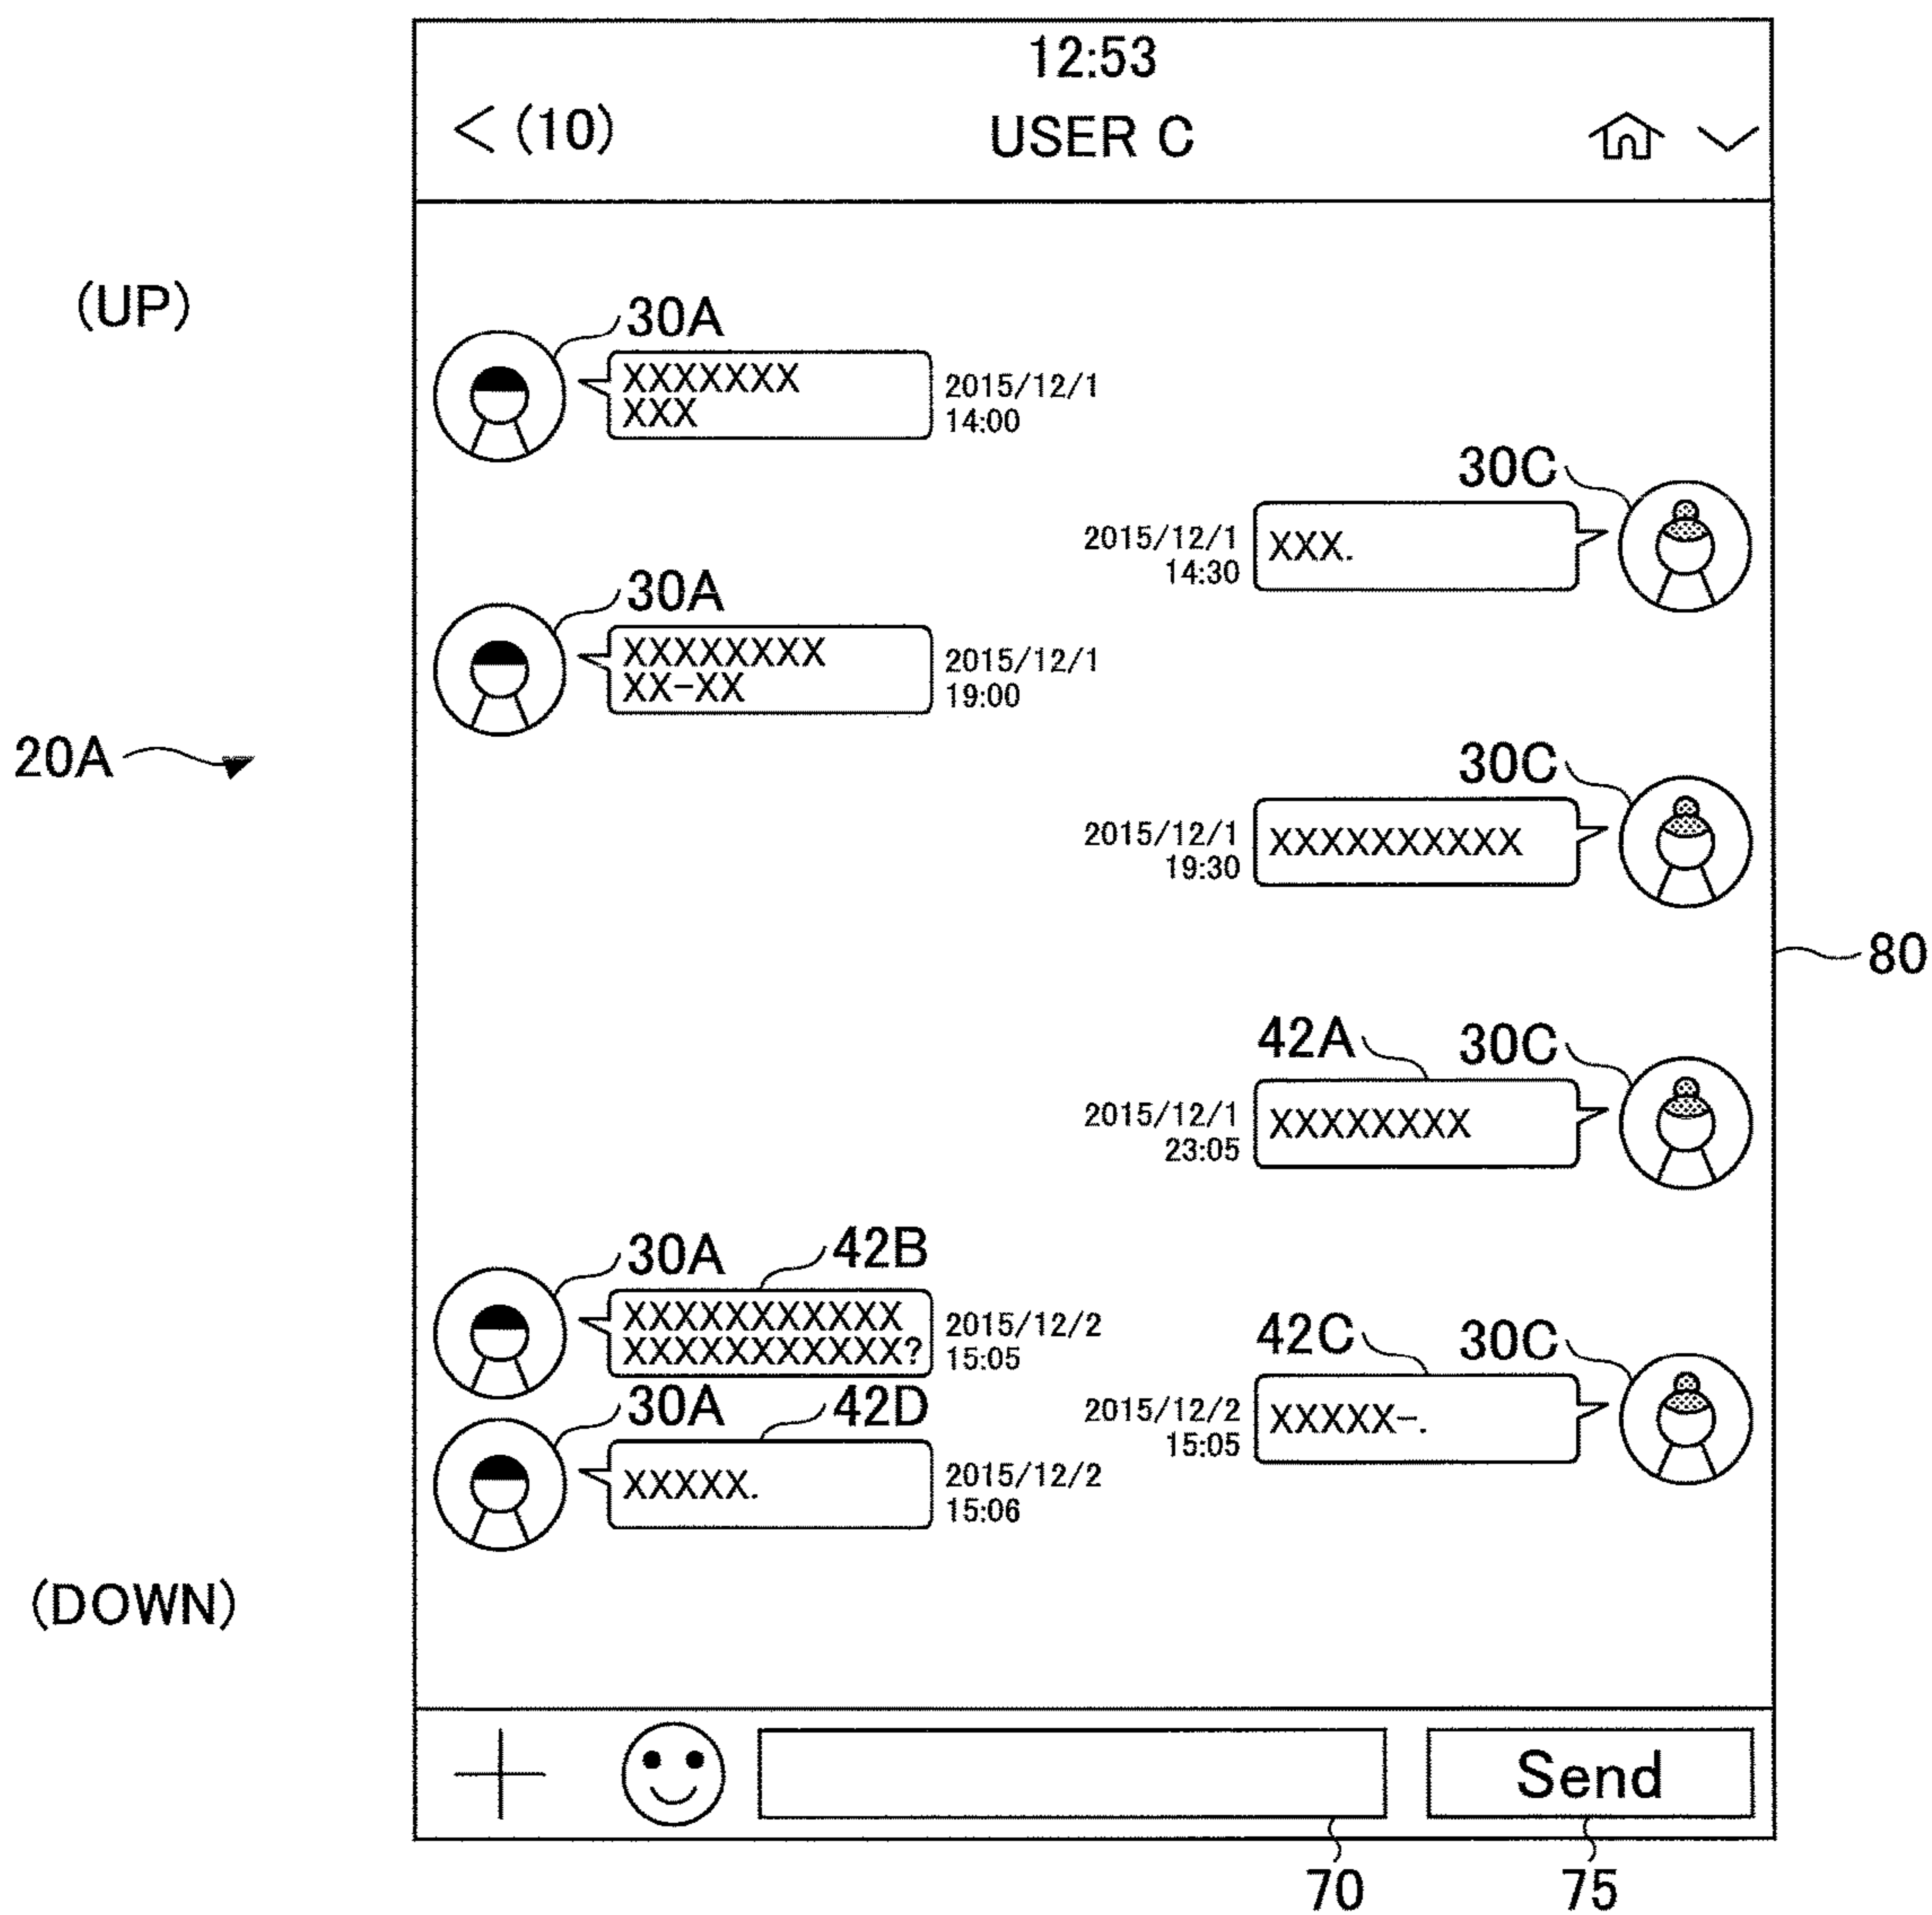 12:53
<(10)
USER C
(UP)
30A
XXXXXXX
XXX
2015/12/1
14:00
30C
2015/12/1
14:30
XXX.
30A
XXXXXXXX
XX-XX
2015/12/1
19:00
20A
30C
2015/12/1
19:30
XXXXXXXXXX
80
42A
30C
2015/12/1
23:05
XXXXXXXX
30A
42B
XXXXXXXXXXX
XXXXXXXXXXX?
2015/12/2
15:05
42C
30C
2015/12/2
15:05
XXXXX-.
30A
42D
XXXXX.
2015/12/2
15:06
(DOWN)
Send
70
75